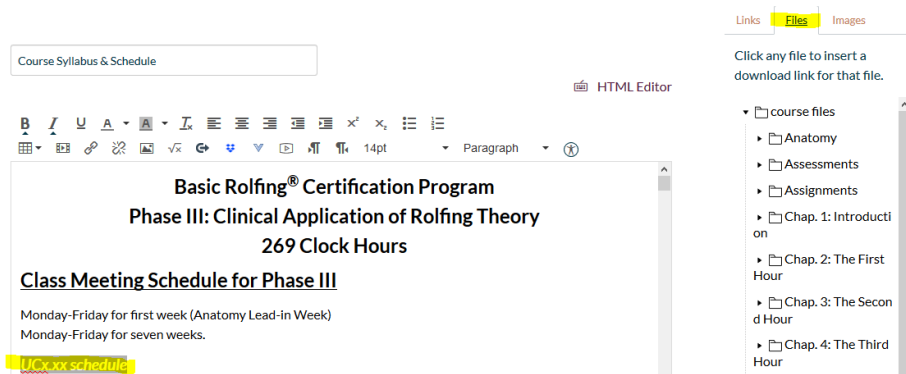 Course Syllabus & Schedule
HTML Editor
B I U A A Tx x² x₂
√x 14pt Paragraph
Basic Rolfing® Certification Program
Phase III: Clinical Application of Rolfing Theory
269 Clock Hours
Class Meeting Schedule for Phase III
Monday-Friday for first week (Anatomy Lead-in Week)
Monday-Friday for seven weeks.
UCx.xx schedule
Links Files Images
Click any file to insert a
download link for that file.
course files
Anatomy
Assessments
Assignments
Chap. 1: Introducti
on
Chap. 2: The First
Hour
Chap. 3: The Secon
d Hour
Chap. 4: The Third
Hour